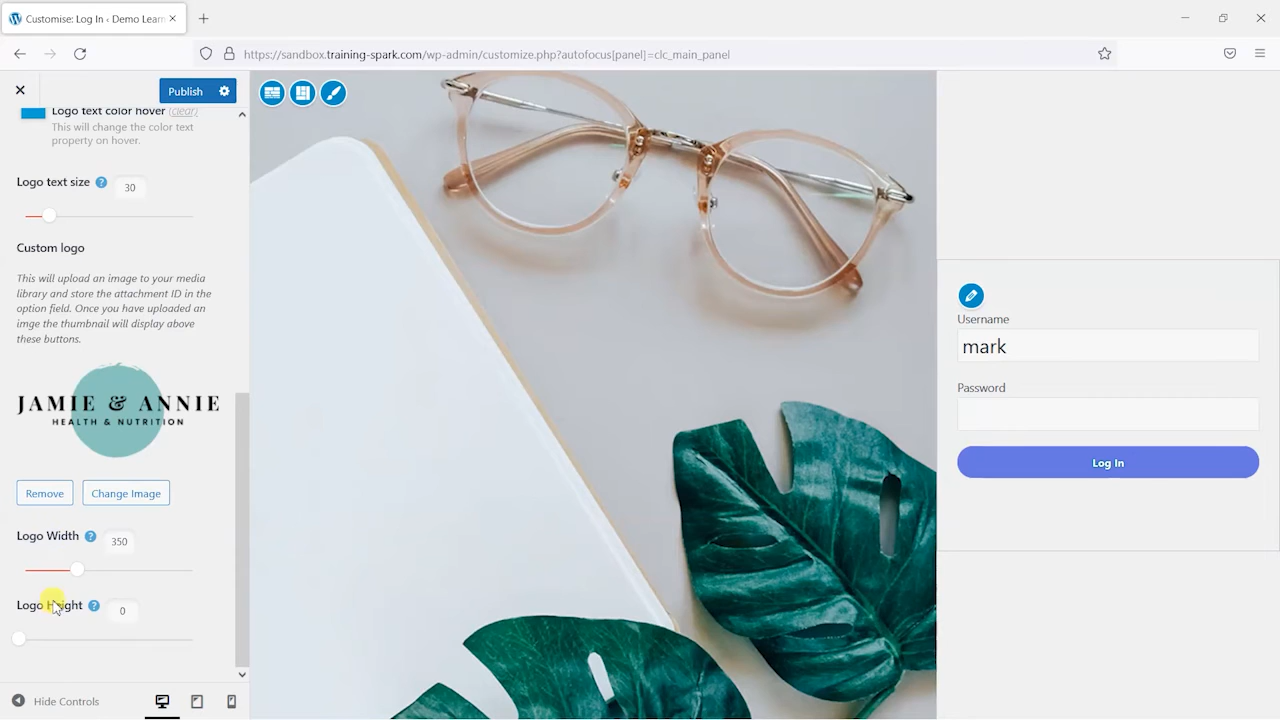 Customise: Log In ‹ Demo Learn
https://sandbox.training-spark.com/wp-admin/customize.php?autofocus[panel]=clc_main_panel
Publish
Logo text color hover (clear)
This will change the color text
property on hover.
Logo text size ? 30
Custom logo
This will upload an image to your media
library and store the attachment ID in the
option field. Once you have uploaded an
imge the thumbnail will display above
these buttons.
JAMIE & ANNIE
HEALTH & NUTRITION
Remove
Change Image
Logo Width ? 350
Logo Height ? 0
Hide Controls
Username
mark
Password
Log In